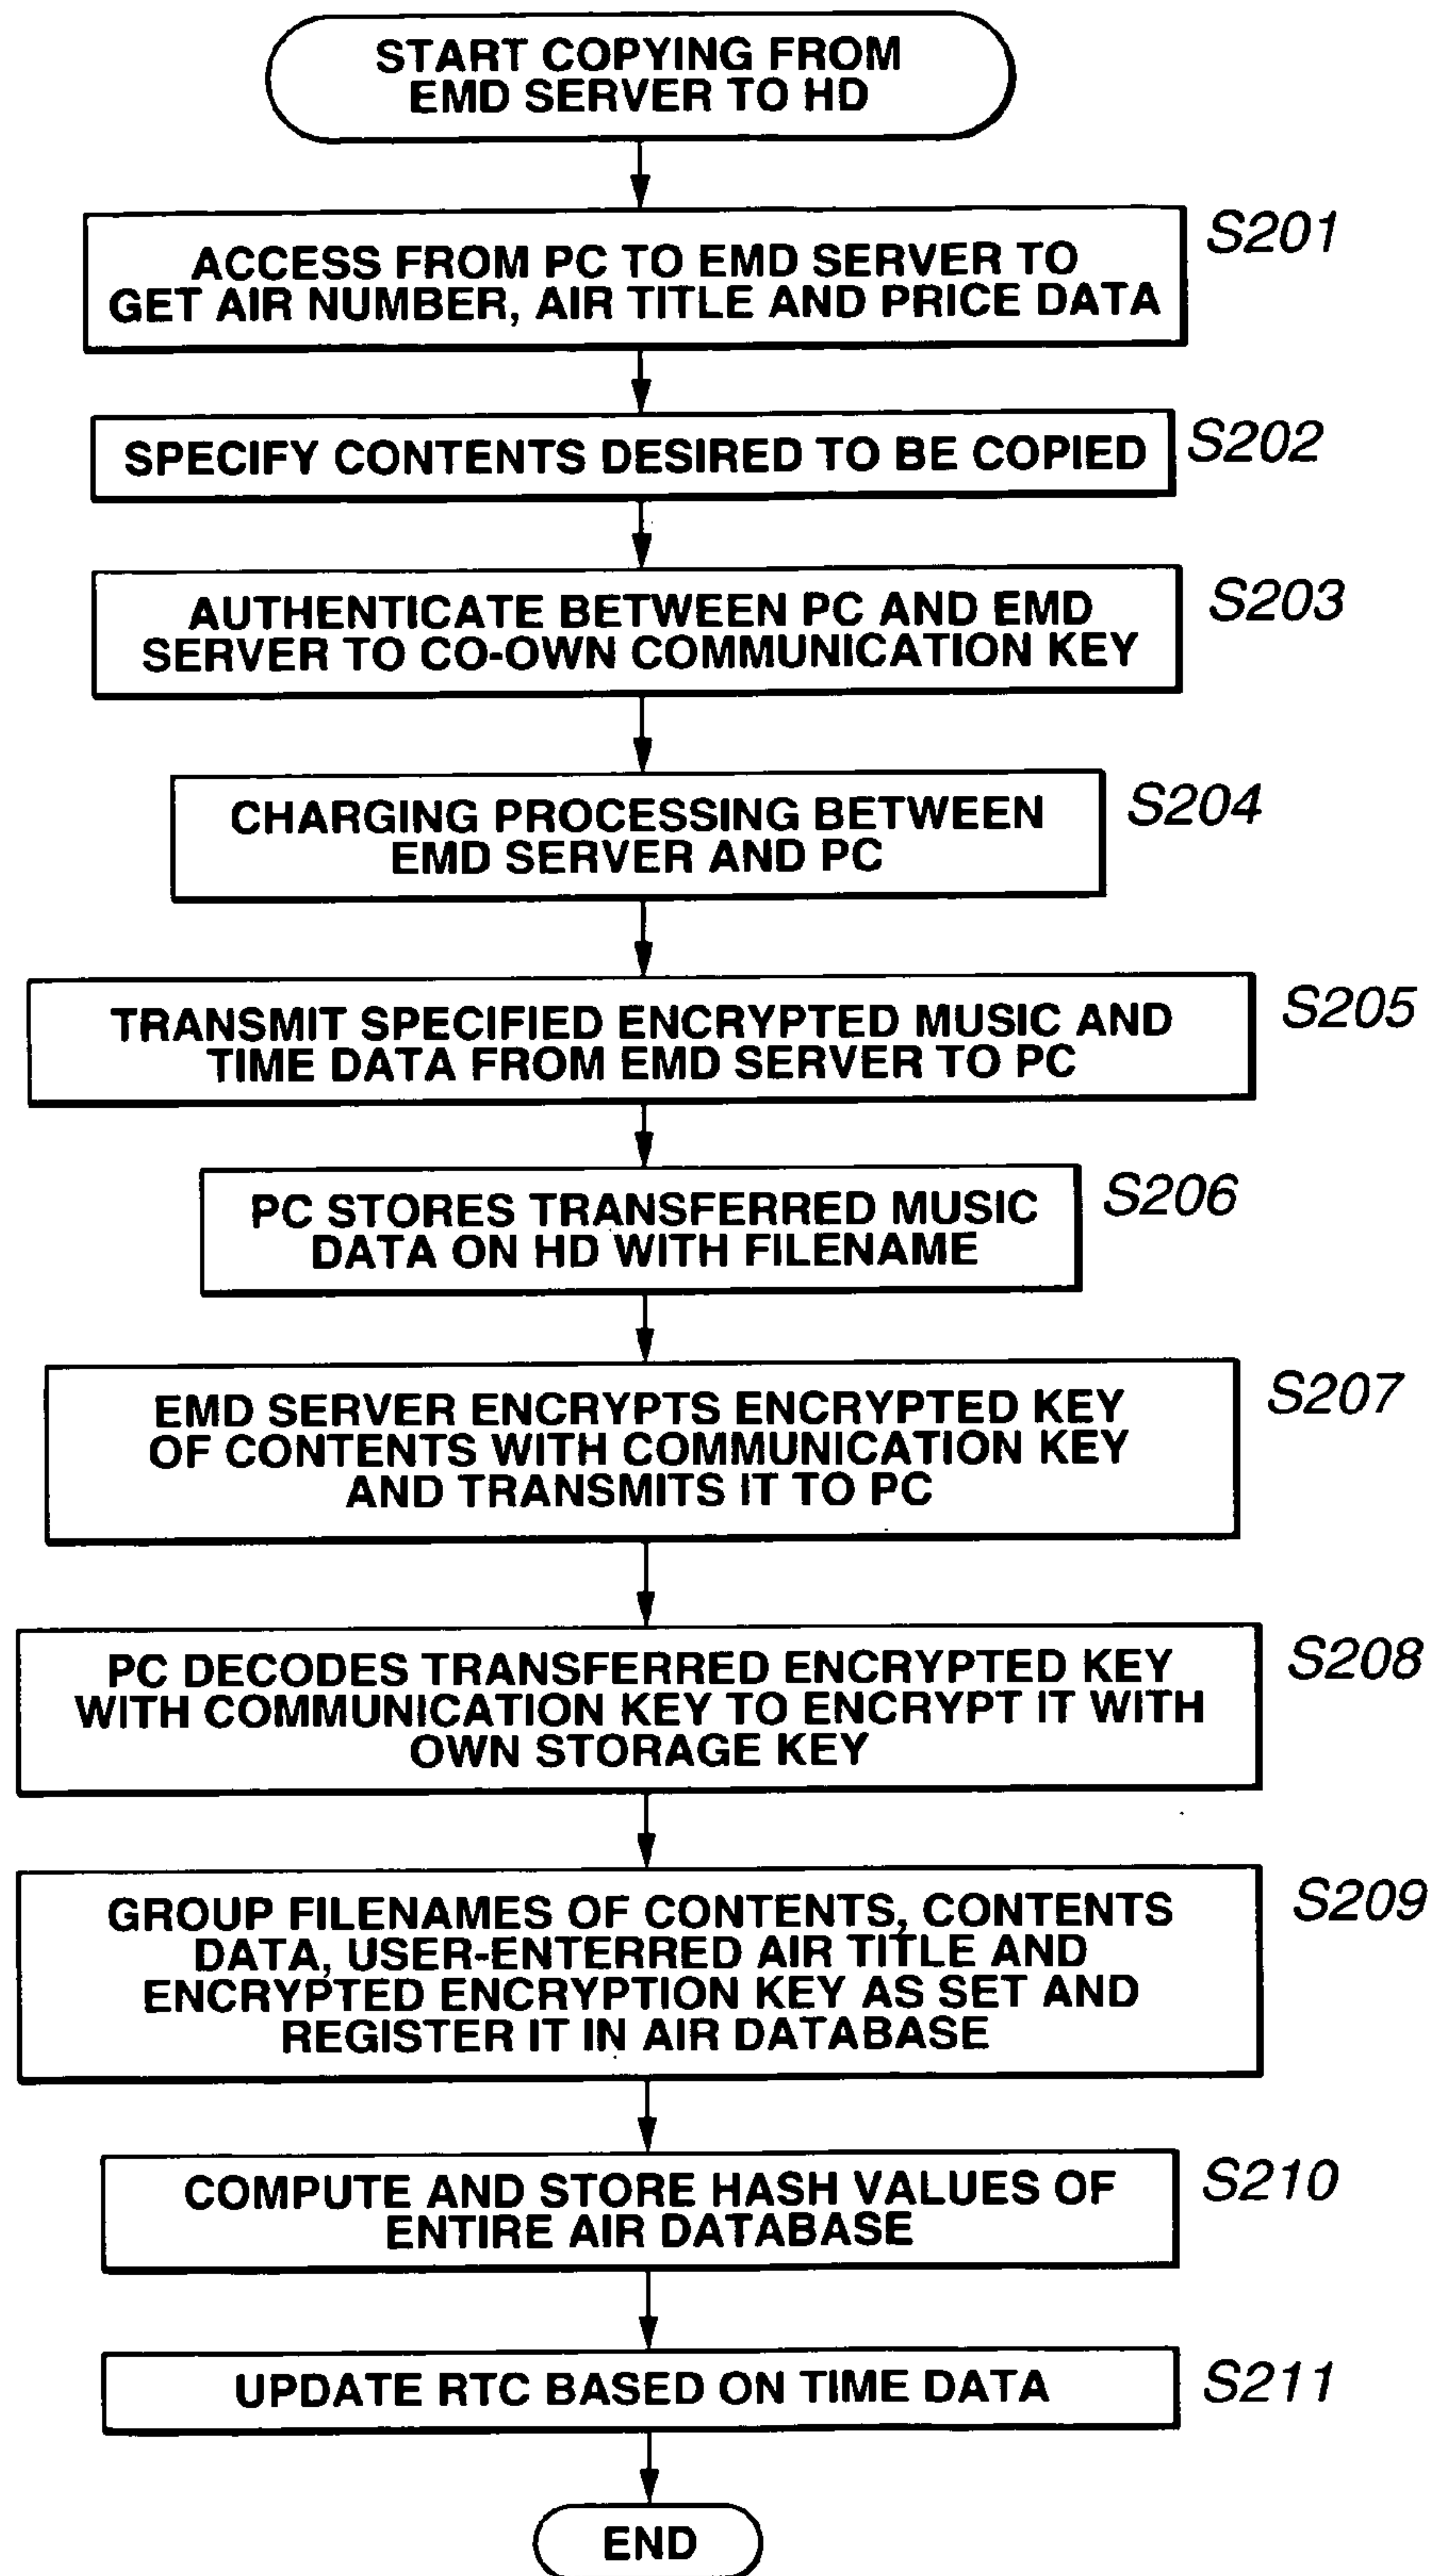 START COPYING FROM
EMD SERVER TO HD
S201
ACCESS FROM PC TO EMD SERVER TO
GET AIR NUMBER, AIR TITLE AND PRICE DATA
S202
SPECIFY CONTENTS DESIRED TO BE COPIED
S203
AUTHENTICATE BETWEEN PC AND EMD
SERVER TO CO-OWN COMMUNICATION KEY
S204
CHARGING PROCESSING BETWEEN
EMD SERVER AND PC
S205
TRANSMIT SPECIFIED ENCRYPTED MUSIC AND
TIME DATA FROM EMD SERVER TO PC
S206
PC STORES TRANSFERRED MUSIC
DATA ON HD WITH FILENAME
S207
EMD SERVER ENCRYPTS ENCRYPTED KEY
OF CONTENTS WITH COMMUNICATION KEY
AND TRANSMITS IT TO PC
S208
PC DECODES TRANSFERRED ENCRYPTED KEY
WITH COMMUNICATION KEY TO ENCRYPT IT WITH
OWN STORAGE KEY
S209
GROUP FILENAMES OF CONTENTS, CONTENTS
DATA, USER-ENTERRED AIR TITLE AND
ENCRYPTED ENCRYPTION KEY AS SET AND
REGISTER IT IN AIR DATABASE
S210
COMPUTE AND STORE HASH VALUES OF
ENTIRE AIR DATABASE
S211
UPDATE RTC BASED ON TIME DATA
END